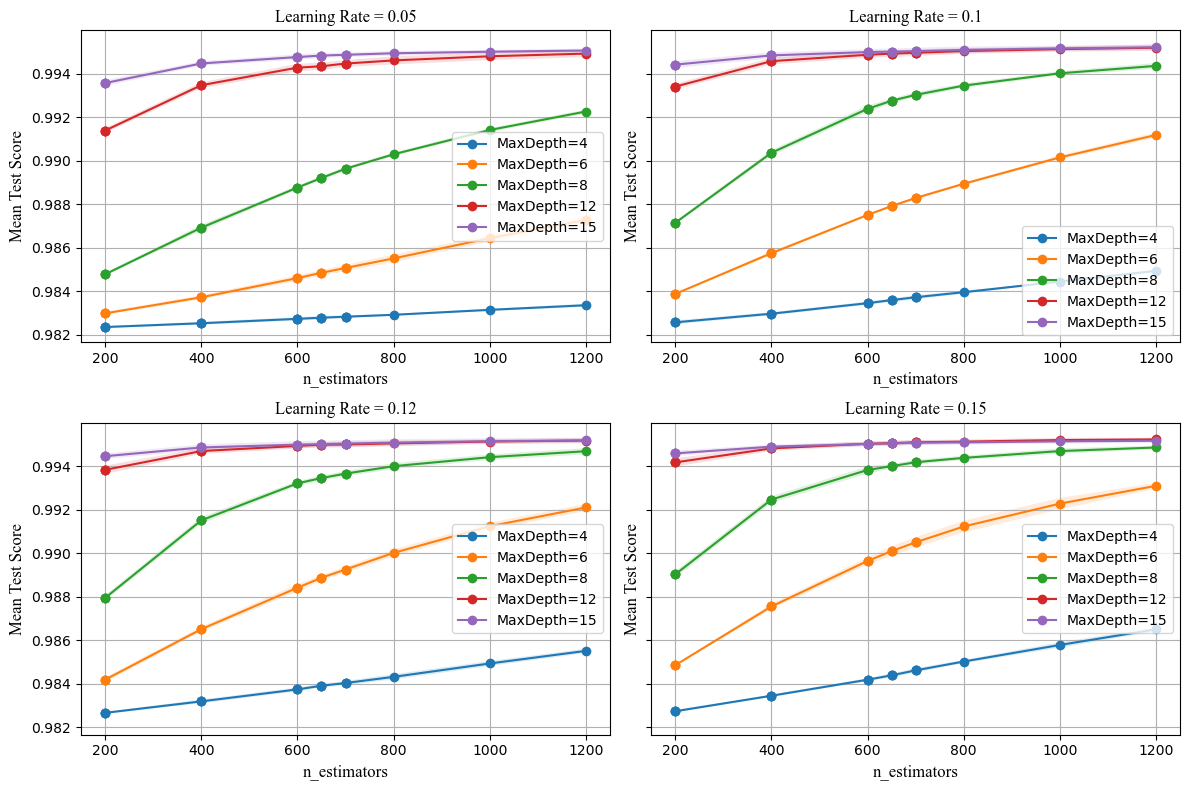 Learning Rate = 0.05
Mean Test Score
0.994
0.992
0.990
0.988
0.986
0.984
0.982
MaxDepth=4
MaxDepth=6
MaxDepth=8
MaxDepth=12
MaxDepth=15
200 400 600 800 1000 1200
n_estimators
Learning Rate = 0.1
Mean Test Score
MaxDepth=4
MaxDepth=6
MaxDepth=8
MaxDepth=12
MaxDepth=15
200 400 600 800 1000 1200
n_estimators
Learning Rate = 0.12
Mean Test Score
0.994
0.992
0.990
0.988
0.986
0.984
0.982
MaxDepth=4
MaxDepth=6
MaxDepth=8
MaxDepth=12
MaxDepth=15
200 400 600 800 1000 1200
n_estimators
Learning Rate = 0.15
Mean Test Score
MaxDepth=4
MaxDepth=6
MaxDepth=8
MaxDepth=12
MaxDepth=15
200 400 600 800 1000 1200
n_estimators